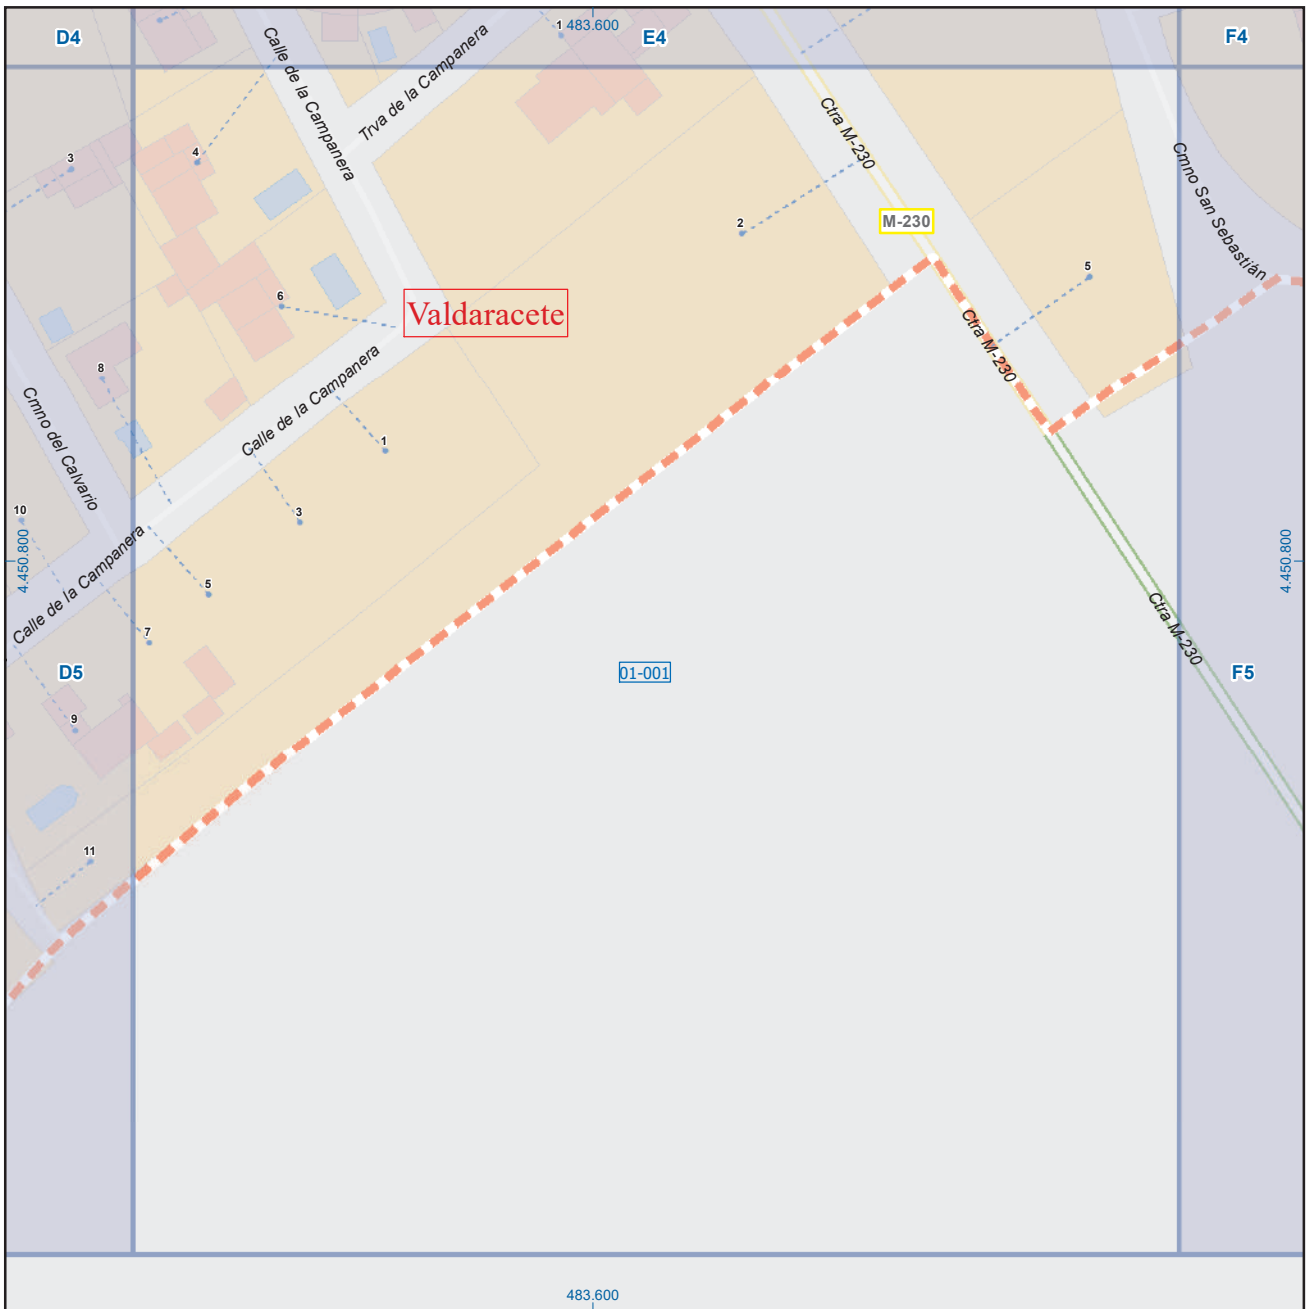 D4
1
483.600
E4
F4
Calle de la Campanera
Trva de la Campanera
Ctra M-230
Cmno San Sebastián
3
4
2
M-230
5
6
Valdaracete
Ctra M-230
8
Cmno del Calvario
Calle de la Campanera
1
10
3
4.450.800
4.450.800
Calle de la Campanera
5
7
Ctra M-230
D5
01-001
F5
9
11
483.600